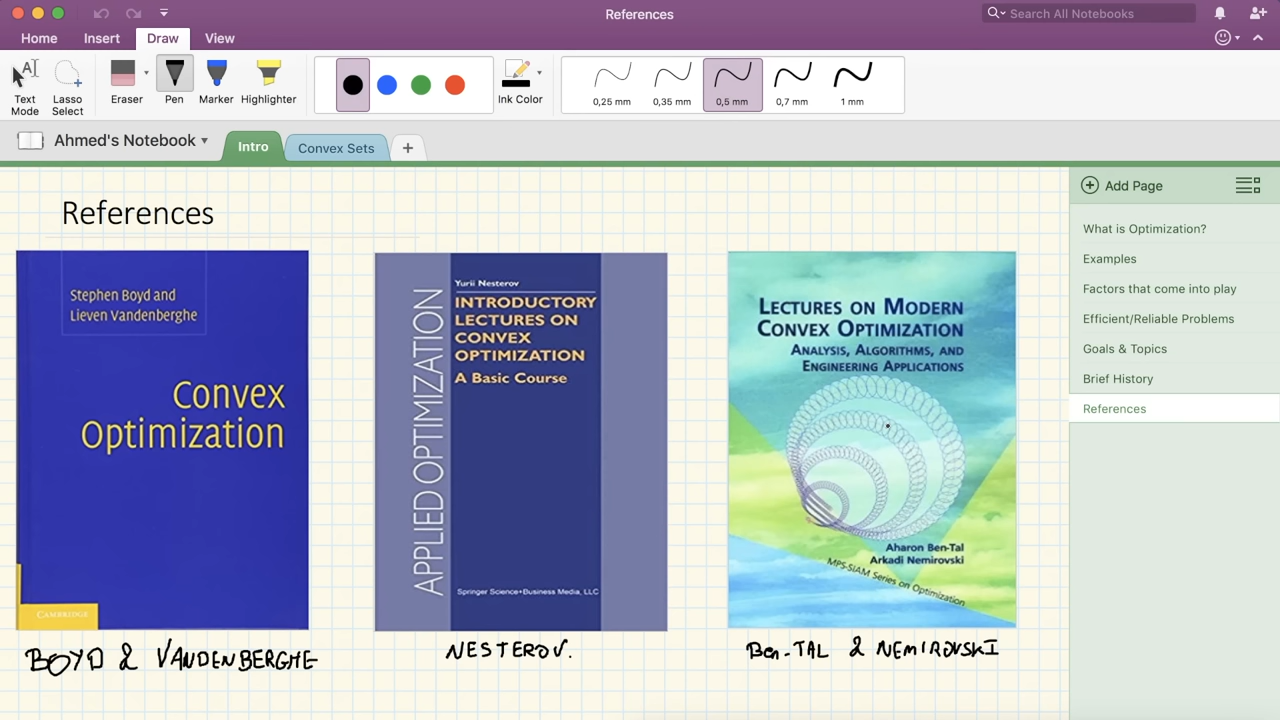 References
Search All Notebooks
Home Insert Draw View
Text Mode
Lasso Select
Eraser
Pen
Marker
Highlighter
Ink Color
0,25 mm
0,35 mm
0,5 mm
0,7 mm
1 mm
Ahmed's Notebook
Intro
Convex Sets
Add Page
What is Optimization?
Examples
Factors that come into play
Efficient/Reliable Problems
Goals & Topics
Brief History
References
References
Stephen Boyd and
Lieven Vandenberghe
Convex
Optimization
CAMBRIDGE
BOYD & VANDENBERGHE
APPLIED OPTIMIZATION
Yurii Nesterov
INTRODUCTORY
LECTURES ON
CONVEX
OPTIMIZATION
A Basic Course
Springer Science+Business Media, LLC
NESTEROV.
LECTURES ON MODERN
CONVEX OPTIMIZATION
ANALYSIS, ALGORITHMS, AND
ENGINEERING APPLICATIONS
Aharon Ben-Tal
Arkadi Nemirovski
MPS-SIAM Series on Optimization
Ben-TAL & NEMIROVSKI